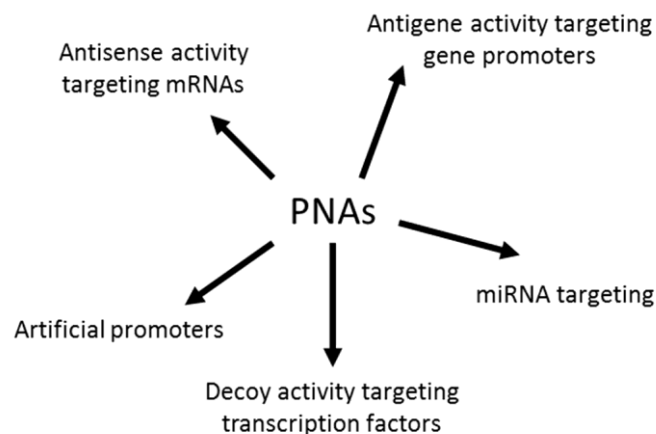 Antisense activity
targeting mRNAs
Antigene activity targeting
gene promoters
PNAs
miRNA targeting
Artificial promoters
Decoy activity targeting
transcription factors